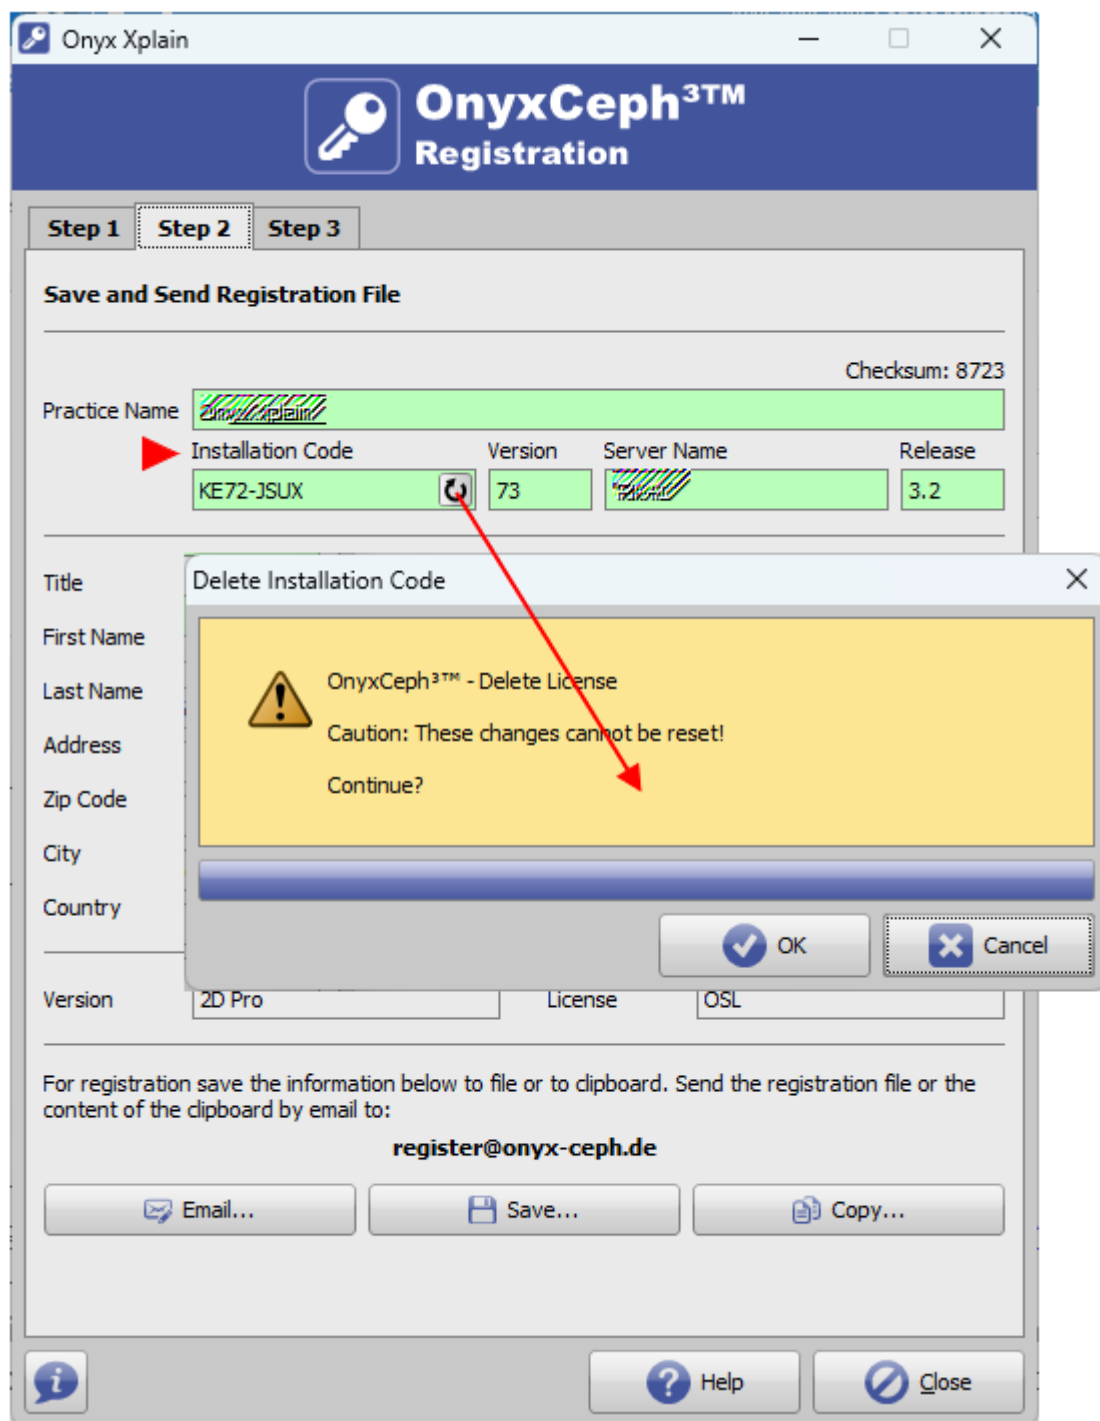 Onyx Xplain
OnyxCeph³™
Registration
Step 1 Step 2 Step 3
Save and Send Registration File
Checksum: 8723
Practice Name
Installation Code Version Server Name Release
KE72-JSUX 73 3.2
Title
First Name
Last Name
Address
Zip Code
City
Country
Delete Installation Code
OnyxCeph³™ - Delete License
Caution: These changes cannot be reset!
Continue?
OK Cancel
Version 2D Pro License OSL
For registration save the information below to file or to clipboard. Send the registration file or the
content of the clipboard by email to:
register@onyx-ceph.de
Email... Save... Copy...
Help Close